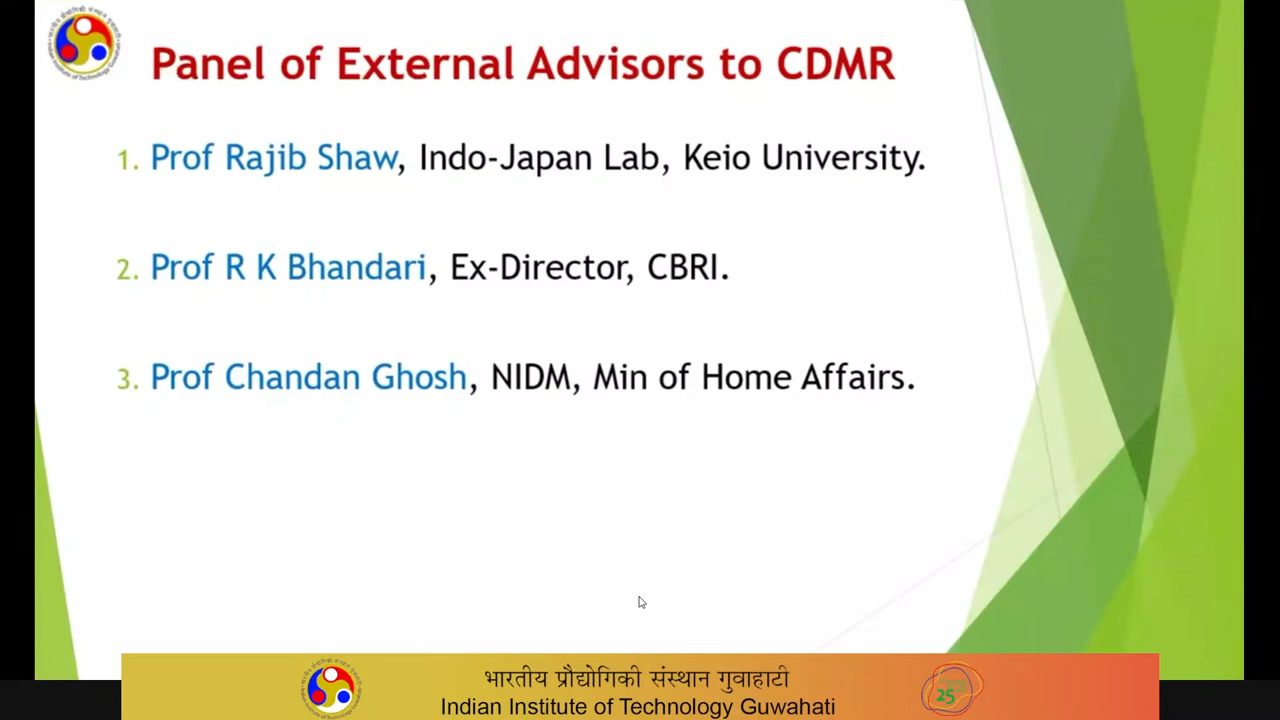 Panel of External Advisors to CDMR
1. Prof Rajib Shaw, Indo-Japan Lab, Keio University.
2. Prof R K Bhandari, Ex-Director, CBRI.
3. Prof Chandan Ghosh, NIDM, Min of Home Affairs.
भारतीय प्रौद्योगिकी संस्थान गुवाहाटी
Indian Institute of Technology Guwahati
25